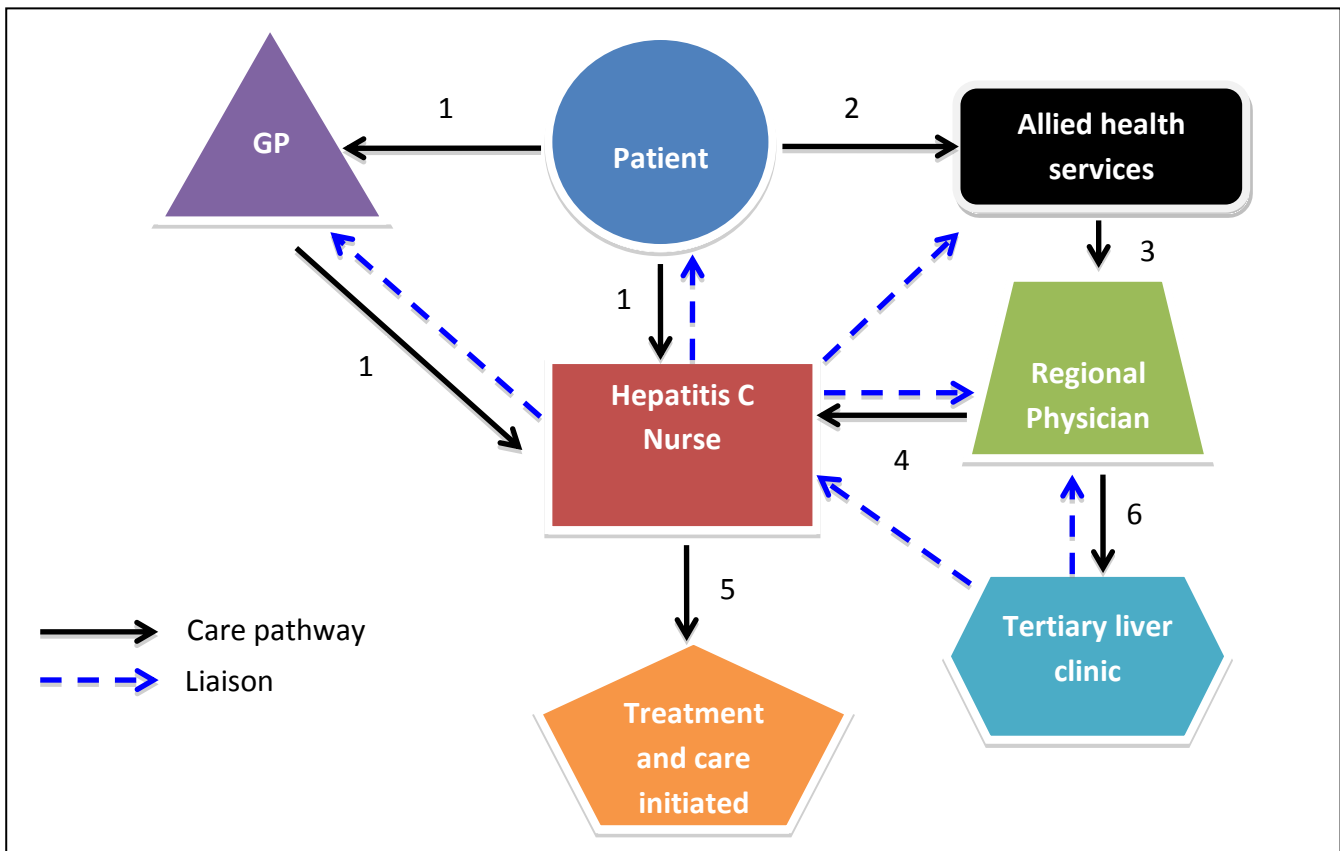 1
2
GP
Patient
Allied health
services
3
1
1
Hepatitis C
Nurse
Regional
Physician
4
6
5
Care pathway
Liaison
Tertiary liver
clinic
Treatment
and care
initiated